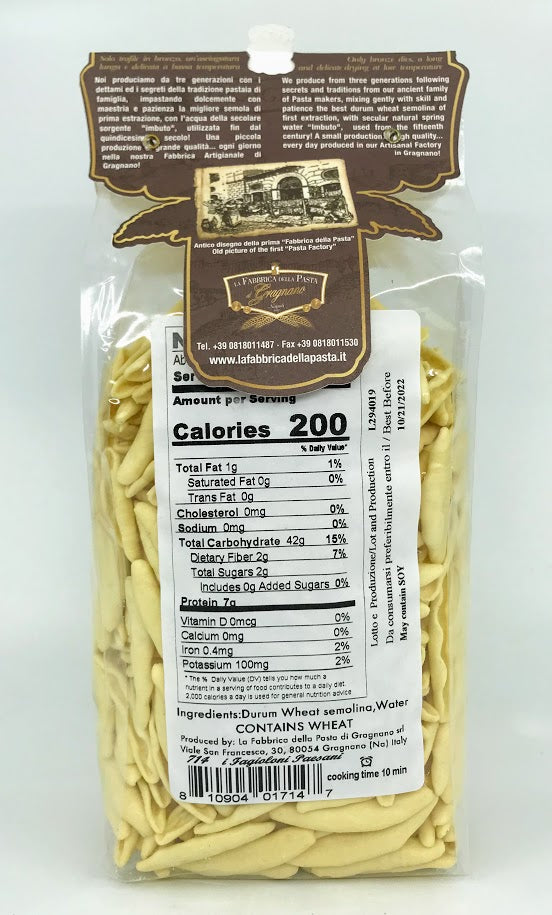 Solo trafile in bronzo, un'asciugatura
lunga e delicata a bassa temperatura
Noi produciamo da tre generazioni con i
dettami ed i segreti della tradizione pastaia di
famiglia, impastando dolcemente con
maestria e pazienza la migliore semola di
prima estrazione, con l'acqua della secolare
sorgente "Imbuto", utilizzata fin dal
quindicesimo secolo! Una piccola
produzione grande qualità... ogni giorno
nella nostra Fabbrica Artigianale di
Gragnano!
Only bronze dies, a long
and delicate drying at low temperature
We produce from three generations following
secrets and traditions from our ancient family
of Pasta makers, mixing gently with skill and
patience the best durum wheat semolina of
first extraction, with secular natural spring
water "Imbuto", used from the fifteenth
century! A small production high quality...
every day produced in our Artisanal Factory
in Gragnano!
Antico disegno della prima "Fabbrica della Pasta"
Old picture of the first "Pasta Factory"
LA FABBRICA DELLA PASTA
di Gragnano
Napoli
Tel. +39 0818011487 - Fax +39 0818011530
www.lafabbricadellapasta.it
N
Ab
Ser
Amount per Serving
Calories 200
% Daily Value*
Total Fat 1g 1%
Saturated Fat 0g 0%
Trans Fat 0g
Cholesterol 0mg 0%
Sodium 0mg 0%
Total Carbohydrate 42g 15%
Dietary Fiber 2g 7%
Total Sugars 2g
Includes 0g Added Sugars 0%
Protein 7g
Vitamin D 0mcg 0%
Calcium 0mg 0%
Iron 0.4mg 2%
Potassium 100mg 2%
* The % Daily Value (DV) tells you how much a
nutrient in a serving of food contributes to a daily diet.
2,000 calories a day is used for general nutrition advice
Lotto e Produzione/Lot and Production L294019
Da consumarsi preferibilmente entro il / Best Before 10/21/2022
May contain SOY
Ingredients:Durum Wheat semolina,Water
CONTAINS WHEAT
Produced by: La Fabbrica della Pasta di Gragnano srl
Viale San Francesco, 30, 80054 Gragnano (Na) Italy
714 i Fagioloni Paesani
cooking time 10 min
8 10904 01714 7